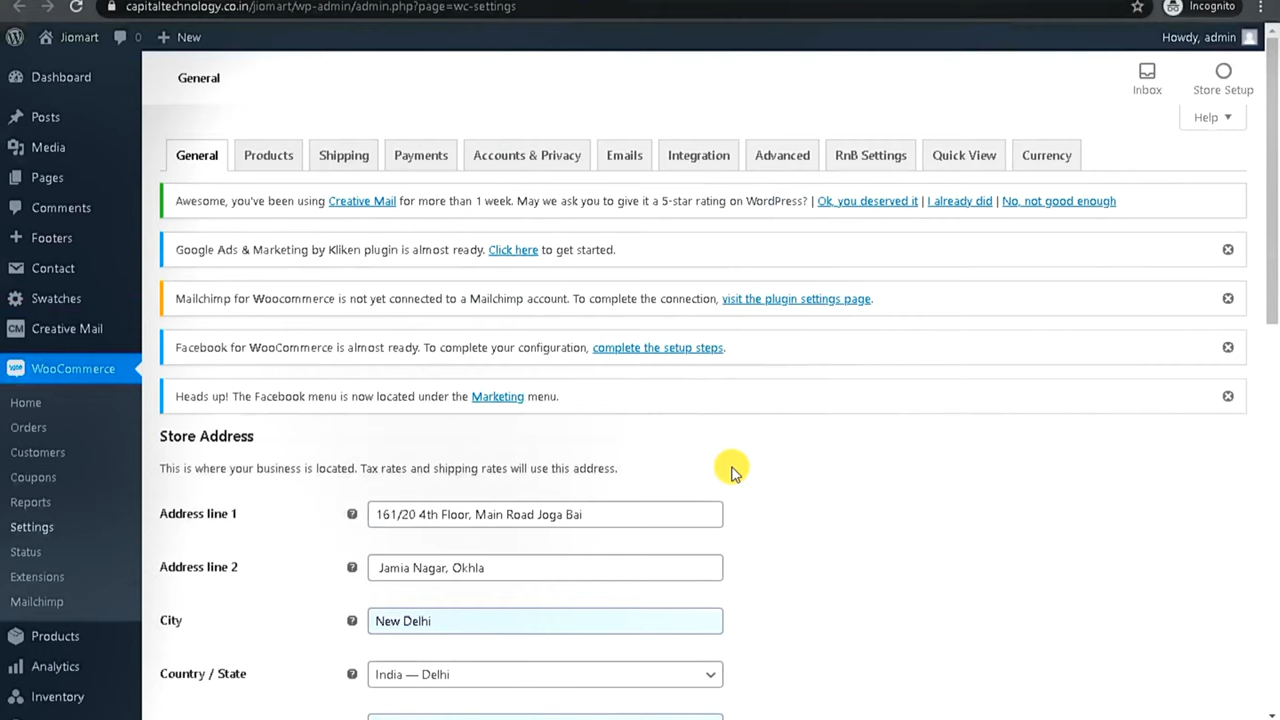 capitaltechnology.co.in/jiomart/wp-admin/admin.php?page=wc-settings
Incognito
Jiomart
0
New
Howdy, admin
Dashboard
Posts
Media
Pages
Comments
Footers
Contact
Swatches
CM Creative Mail
WooCommerce
Home
Orders
Customers
Coupons
Reports
Settings
Status
Extensions
Mailchimp
Products
Analytics
Inventory
General
Inbox
Store Setup
Help
General Products Shipping Payments Accounts & Privacy Emails Integration Advanced RnB Settings Quick View Currency
Awesome, you've been using Creative Mail for more than 1 week. May we ask you to give it a 5-star rating on WordPress? | Ok, you deserved it | I already did | No, not good enough
Google Ads & Marketing by Kliken plugin is almost ready. Click here to get started.
Mailchimp for Woocommerce is not yet connected to a Mailchimp account. To complete the connection, visit the plugin settings page.
Facebook for WooCommerce is almost ready. To complete your configuration, complete the setup steps.
Heads up! The Facebook menu is now located under the Marketing menu.
Store Address
This is where your business is located. Tax rates and shipping rates will use this address.
Address line 1 161/20 4th Floor, Main Road Joga Bai
Address line 2 Jamia Nagar, Okhla
City New Delhi
Country / State India — Delhi